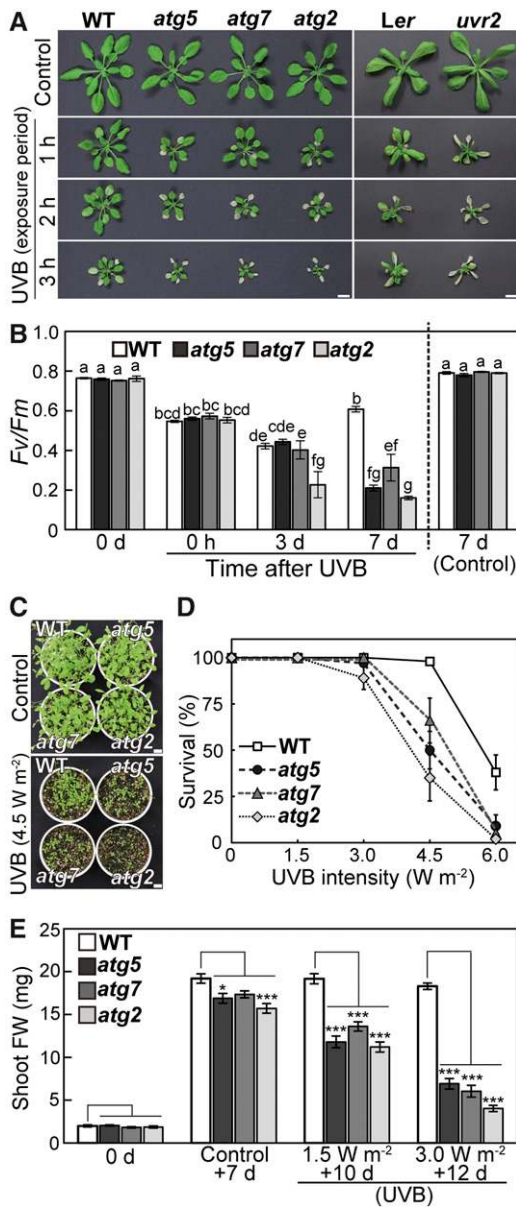 A
WT atg5 atg7 atg2 Ler uvr2
Control
UVB (exposure period)
1 h
2 h
3 h
B
WT atg5 atg7 atg2
Fv/Fm
1.0
0.8
0.6
0.4
0.2
0
a a a a
bcd bc bc bcd
de cde e fg
b fg ef g
a a a a
0 d 0 h 3 d 7 d 7 d
Time after UVB (Control)
C
Control
WT atg5
atg7 atg2
UVB (4.5 W m-2)
WT atg5
atg7 atg2
D
Survival (%)
100
75
50
25
0
WT
atg5
atg7
atg2
0 1.5 3.0 4.5 6.0
UVB intensity (W m-2)
E
Shoot FW (mg)
25
20
15
10
5
0
WT
atg5
atg7
atg2
* ***
*** *** ***
*** *** ***
0 d Control 1.5 W m-2 3.0 W m-2
+7 d +10 d +12 d
(UVB)